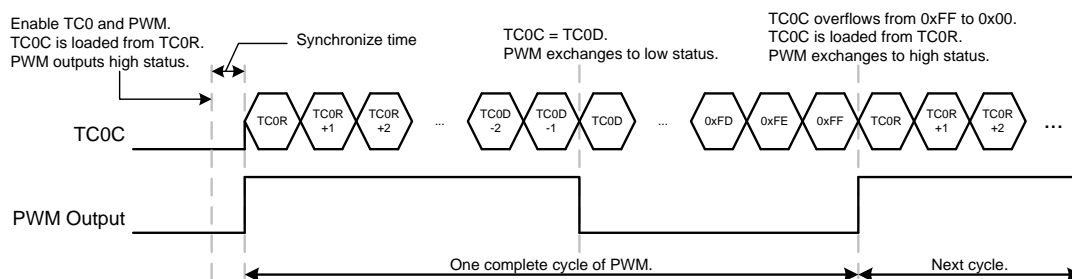 Enable TC0 and PWM.
TC0C is loaded from TC0R.
PWM outputs high status.
Synchronize time
TC0C = TC0D.
PWM exchanges to low status.
TC0C overflows from 0xFF to 0x00.
TC0C is loaded from TC0R.
PWM exchanges to high status.
TC0C
TC0R
TC0R
+1
TC0R
+2
...
TC0D
-2
TC0D
-1
TC0D
...
0xFD
0xFE
0xFF
TC0R
TC0R
+1
TC0R
+2
...
PWM Output
One complete cycle of PWM.
Next cycle.